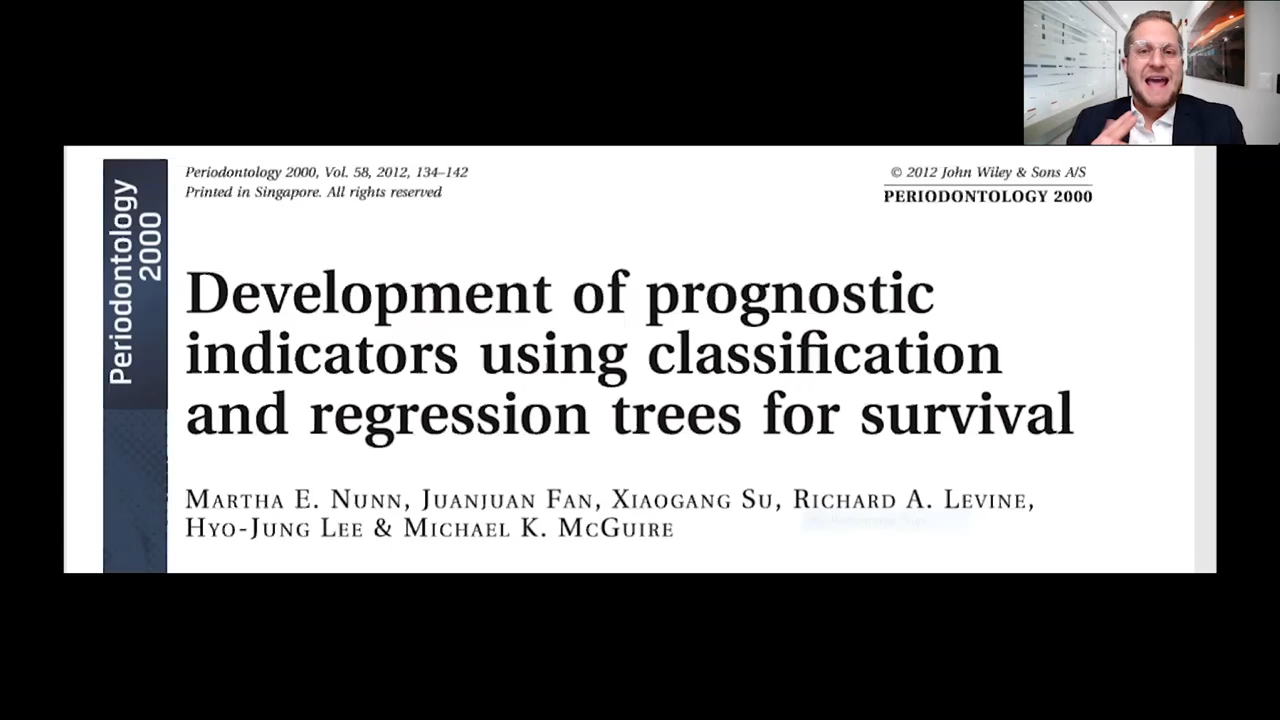 Periodontology
2000
Periodontology 2000, Vol. 58, 2012, 134–142
Printed in Singapore. All rights reserved
© 2012 John Wiley & Sons A/S
PERIODONTOLOGY 2000
Development of prognostic
indicators using classification
and regression trees for survival
MARTHA E. NUNN, JUANJUAN FAN, XIAOGANG SU, RICHARD A. LEVINE,
HYO-JUNG LEE & MICHAEL K. MCGUIRE